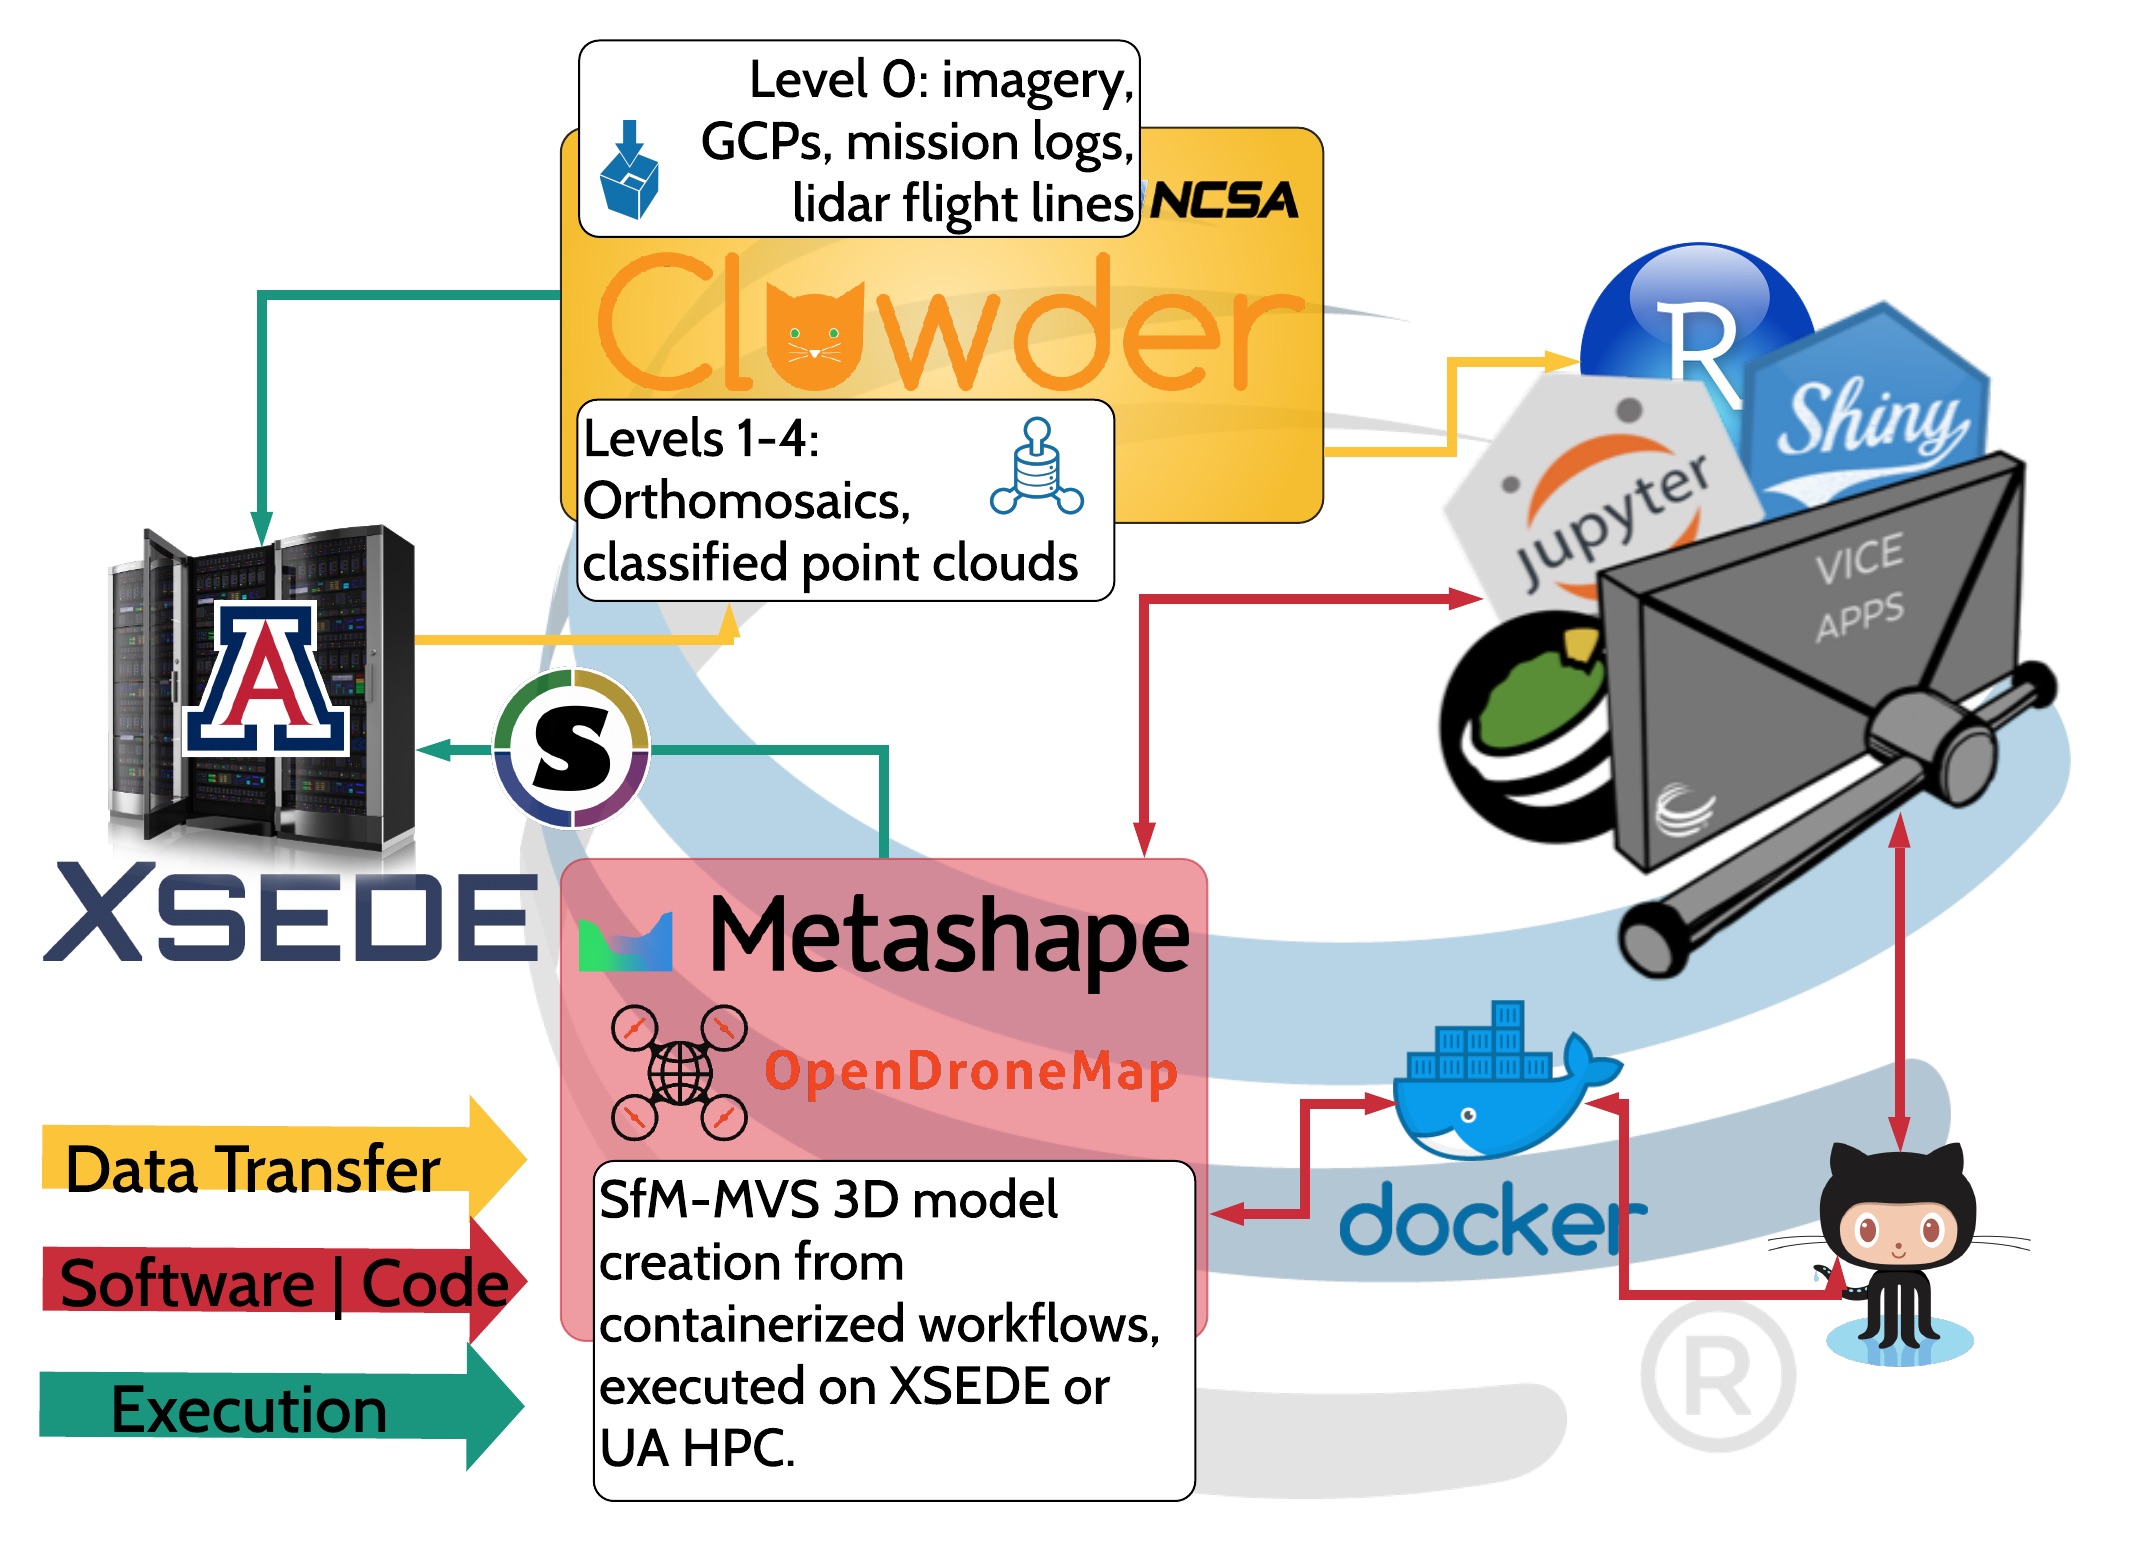 Level 0: imagery,
GCPs, mission logs,
lidar flight lines
NCSA
Clowder
Levels 1-4:
Orthomosaics,
classified point clouds
R
Shiny
jupyter
VICE
APPS
A
S
XSEDE
Metashape
OpenDroneMap
SfM-MVS 3D model
creation from
containerized workflows,
executed on XSEDE or
UA HPC.
docker
Data Transfer
Software | Code
Execution
®